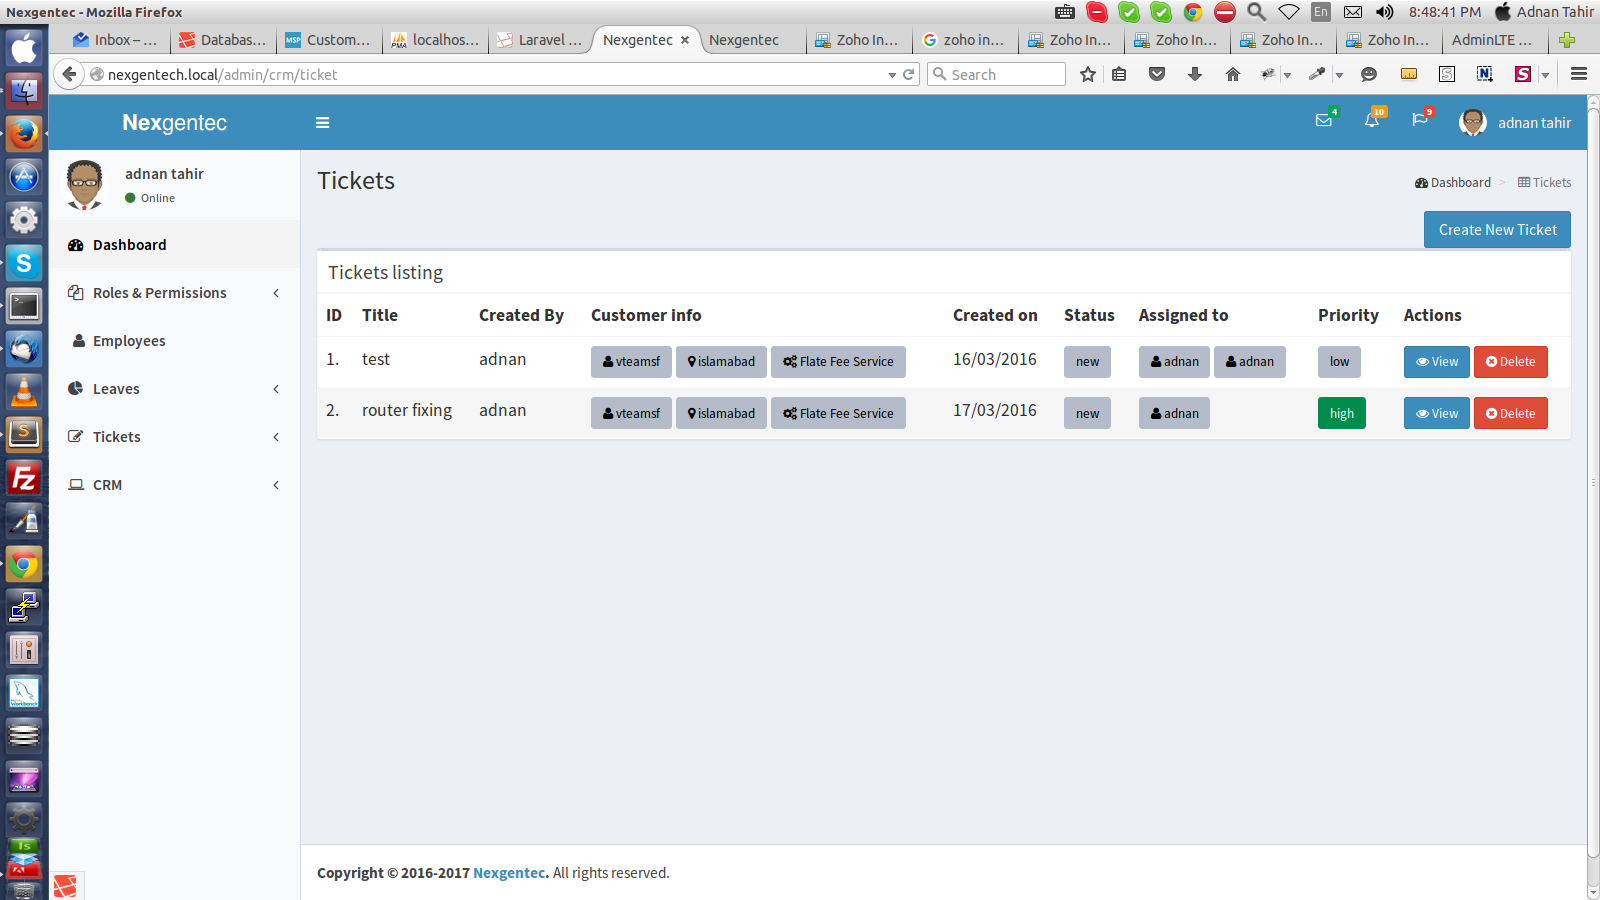 Nexgentec - Mozilla Firefox
En
8:48:41 PM
Adnan Tahir
Inbox – ...
Databas...
MSP Custom...
PMA localhos...
Laravel ...
Nexgentec
Nexgentec
Zoho In...
zoho in...
Zoho In...
Zoho In...
Zoho In...
Zoho In...
AdminLTE ...
nexgentech.local/admin/crm/ticket
Search
Nexgentec
4
10
9
adnan tahir
adnan tahir
Online
Dashboard
Roles & Permissions
Employees
Leaves
Tickets
CRM
Tickets
Dashboard > Tickets
Create New Ticket
Tickets listing
ID Title Created By Customer info Created on Status Assigned to Priority Actions
1. test adnan vteamsf islamabad Flate Fee Service 16/03/2016 new adnan adnan low View Delete
2. router fixing adnan vteamsf islamabad Flate Fee Service 17/03/2016 new adnan high View Delete
Copyright © 2016-2017 Nexgentec. All rights reserved.